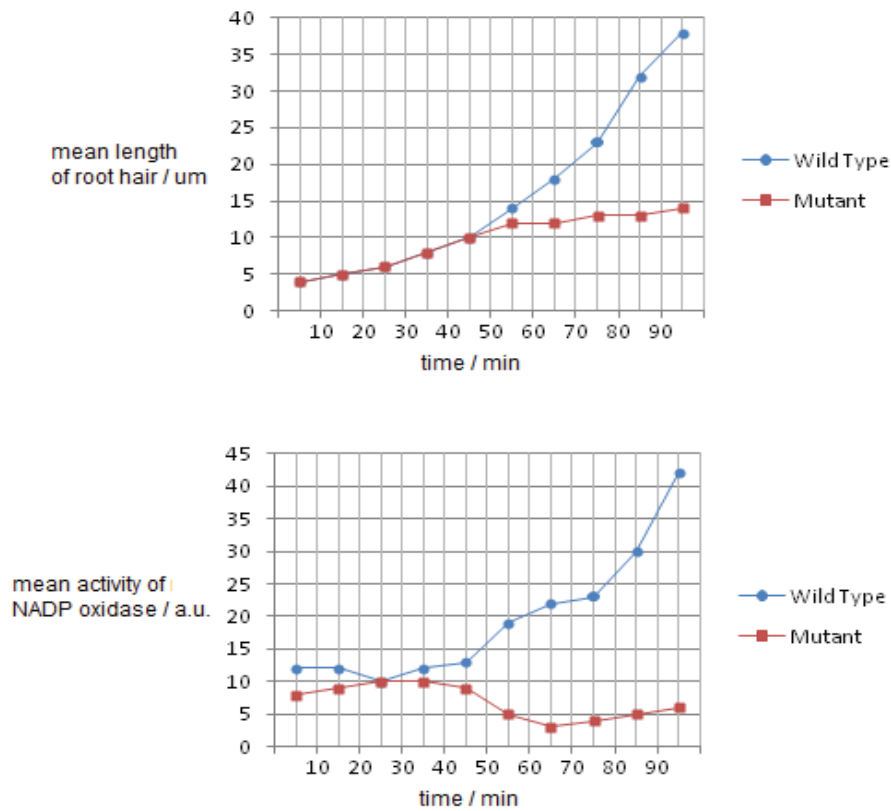 40
35
30
25
20
15
10
5
0
mean length
of root hair / um
Wild Type
Mutant
10 20 30 40 50 60 70 80 90
time / min
45
40
35
30
25
20
15
10
5
0
mean activity of
NADP oxidase / a.u.
Wild Type
Mutant
10 20 30 40 50 60 70 80 90
time / min